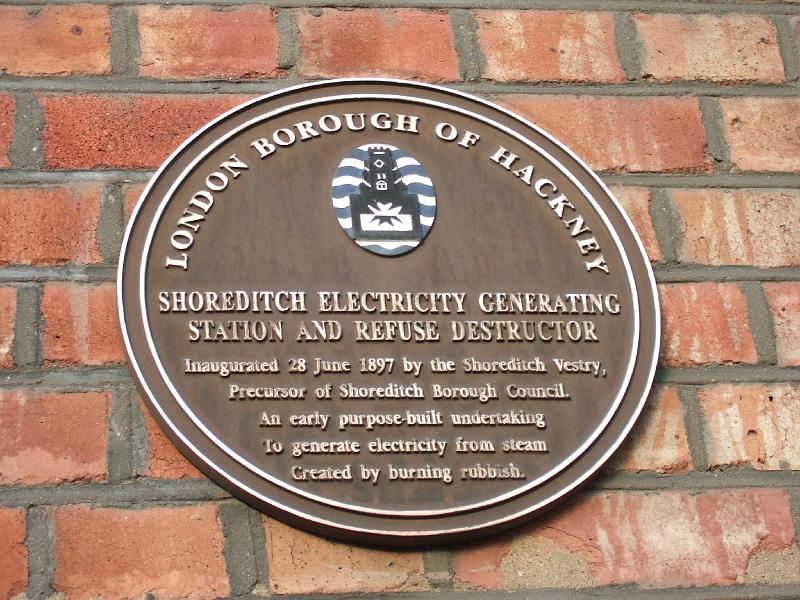 LONDON BOROUGH OF HACKNEY
SHOREDITCH ELECTRICITY GENERATING
STATION AND REFUSE DESTRUCTOR
Inaugurated 28 June 1897 by the Shoreditch Vestry,
Precursor of Shoreditch Borough Council.
An early purpose-built undertaking
To generate electricity from steam
Created by burning rubbish.